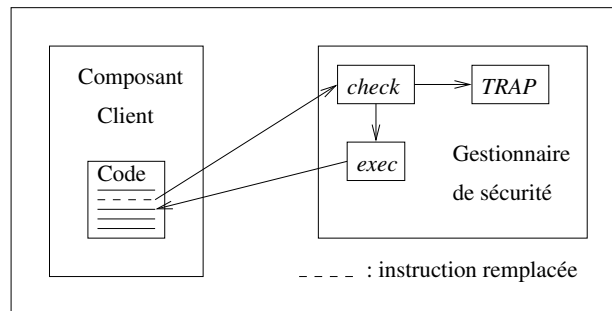 Composant
Client
Code
check
TRAP
exec
Gestionnaire
de sécurité
: instruction remplacée